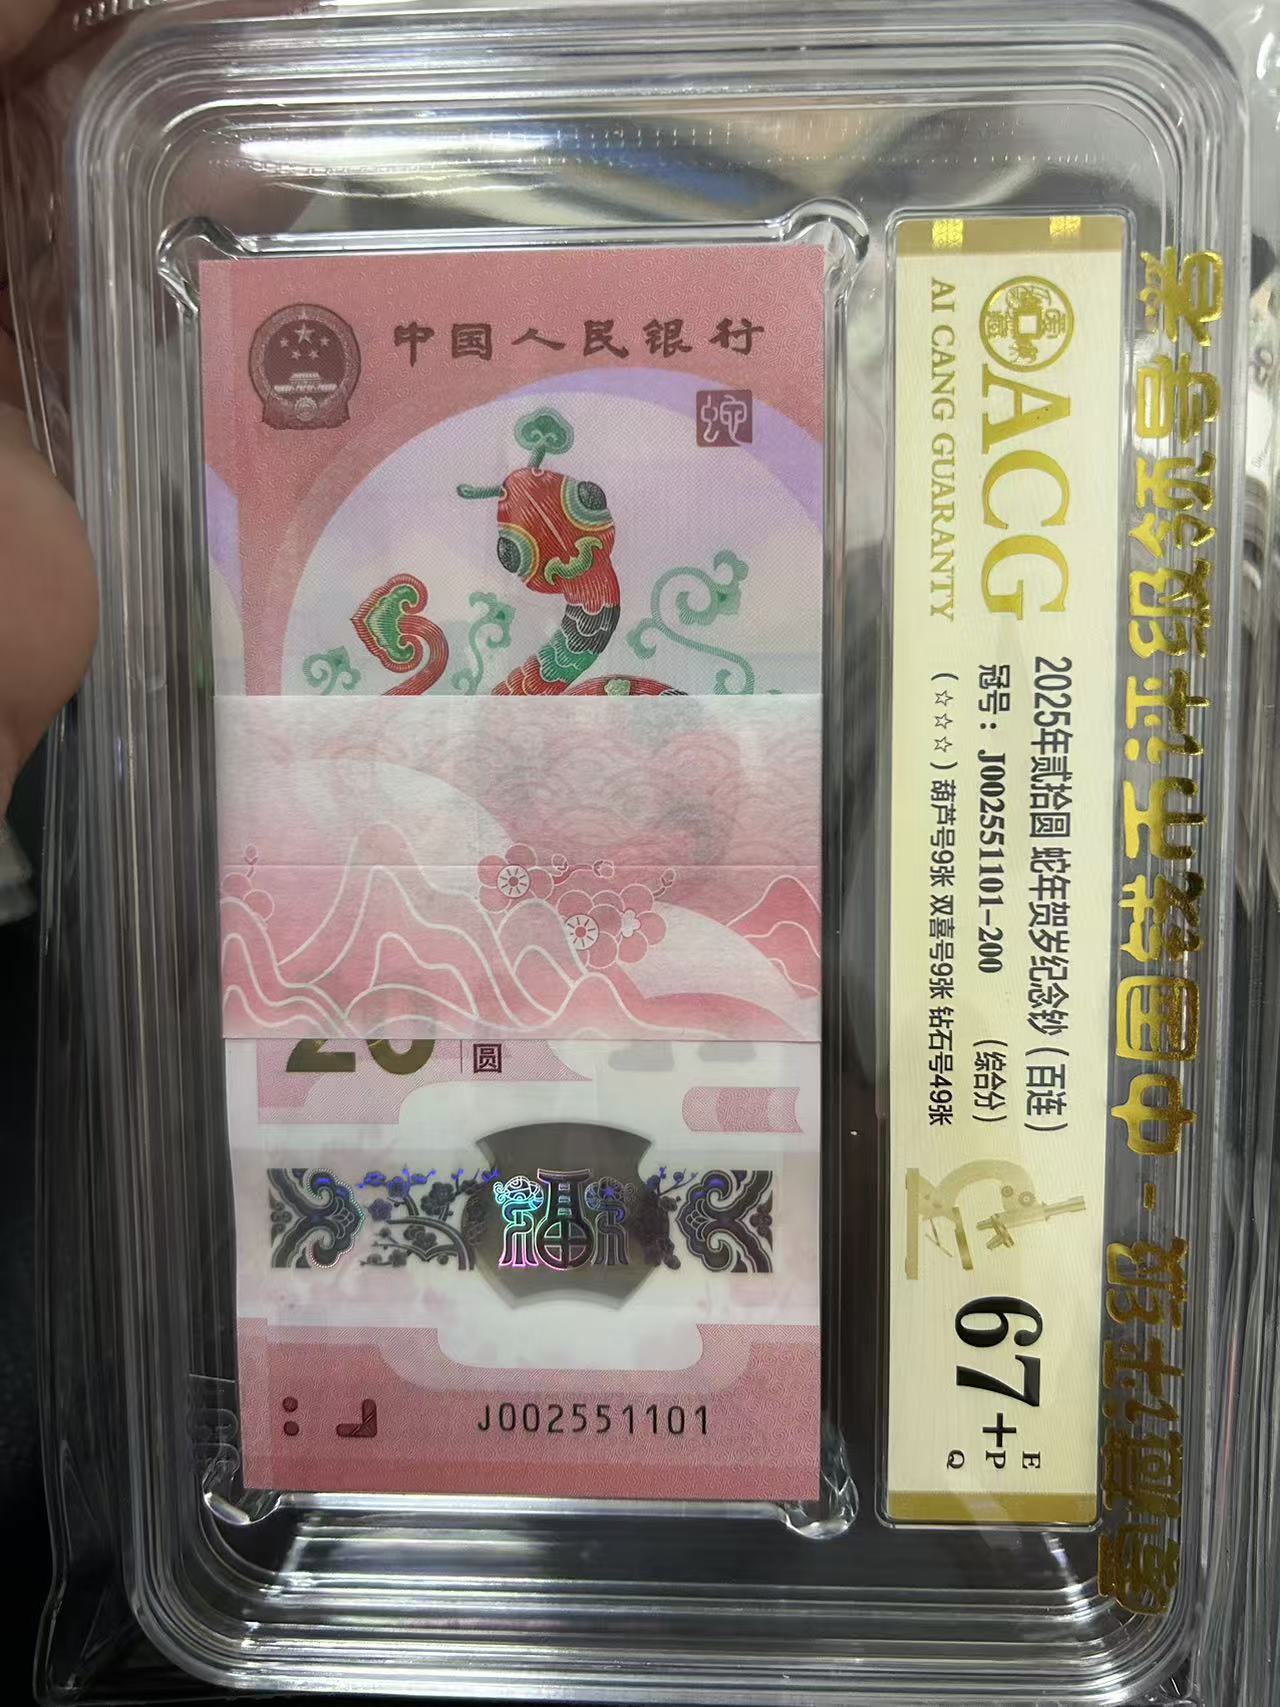 中国人民银行
蛇
20
圆
福
J002551101
ACG
AI CANG GUARANTY
2025年贰拾圆 蛇年贺岁纪念钞（百连）
冠号：J002551101-200 （综合分）
（☆☆☆）葫芦号9张 双喜号9张 钻石号49张
67+
E
P
Q